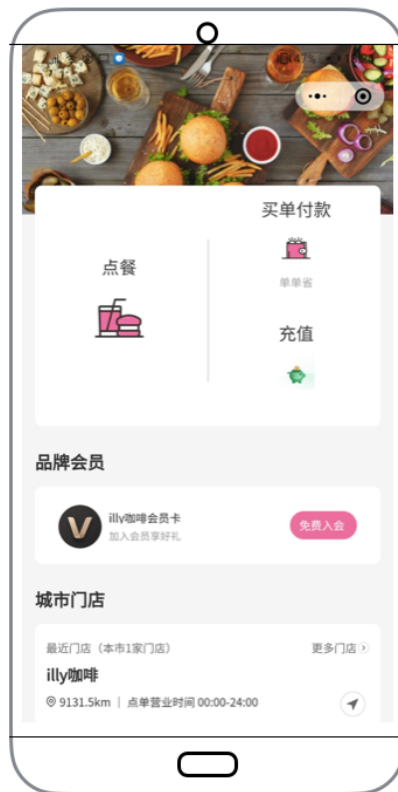 买单付款
点餐
单单省
充值
品牌会员
illy咖啡会员卡
加入会员享好礼
免费入会
城市门店
最近门店（本市1家门店）
更多门店
illy咖啡
9131.5km ｜ 点单营业时间 00:00-24:00